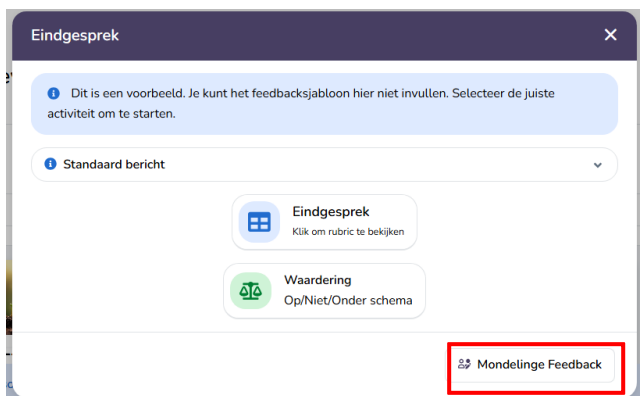 Eindgesprek
Dit is een voorbeeld. Je kunt het feedbacksjabloon hier niet invullen. Selecteer de juiste
activiteit om te starten.
Standaard bericht
Eindgesprek
Klik om rubric te bekijken
Waardering
Op/Niet/Onder schema
Mondelinge Feedback